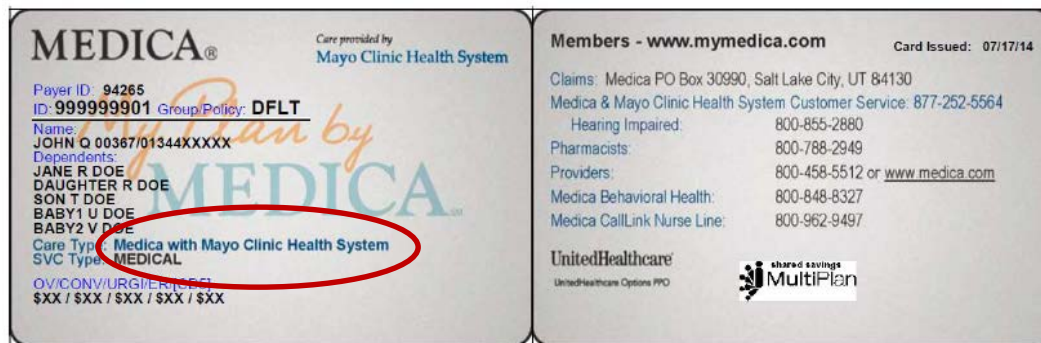 MEDICA®
Care provided by
Mayo Clinic Health System
Payer ID: 94265
ID: 999999901 Group/Policy: DFLT
My Plan by
MEDICA
Name:
JOHN Q 00367/01344XXXXX
Dependents:
JANE R DOE
DAUGHTER R DOE
SON T DOE
BABY1 U DOE
BABY2 V DOE
Care Type: Medica with Mayo Clinic Health System
SVC Type: MEDICAL
$XX / $XX / $XX / $XX / $XX
Members - www.mymedica.com
Card Issued: 07/17/14
Claims: Medica PO Box 30990, Salt Lake City, UT 84130
Medica & Mayo Clinic Health System Customer Service: 877-252-5564
Hearing Impaired: 800-855-2880
Pharmacists: 800-788-2949
Providers: 800-458-5512 or www.medica.com
Medica Behavioral Health: 800-848-8327
Medica CallLink Nurse Line: 800-962-9497
UnitedHealthcare
UnitedHealthcare Options PPO
shared savings
MultiPlan